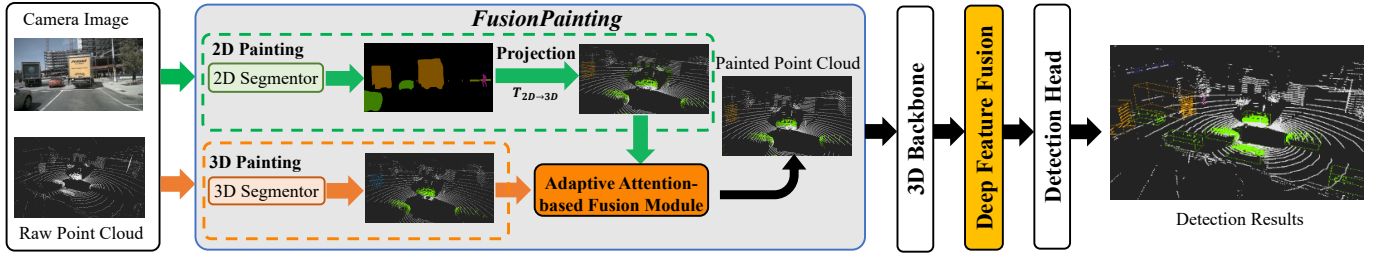 Camera Image
Raw Point Cloud
FusionPainting
2D Painting
2D Segmentor
Projection
T2D→3D
3D Painting
3D Segmentor
Adaptive Attention-
based Fusion Module
Painted Point Cloud
3D Backbone
Deep Feature Fusion
Detection Head
Detection Results